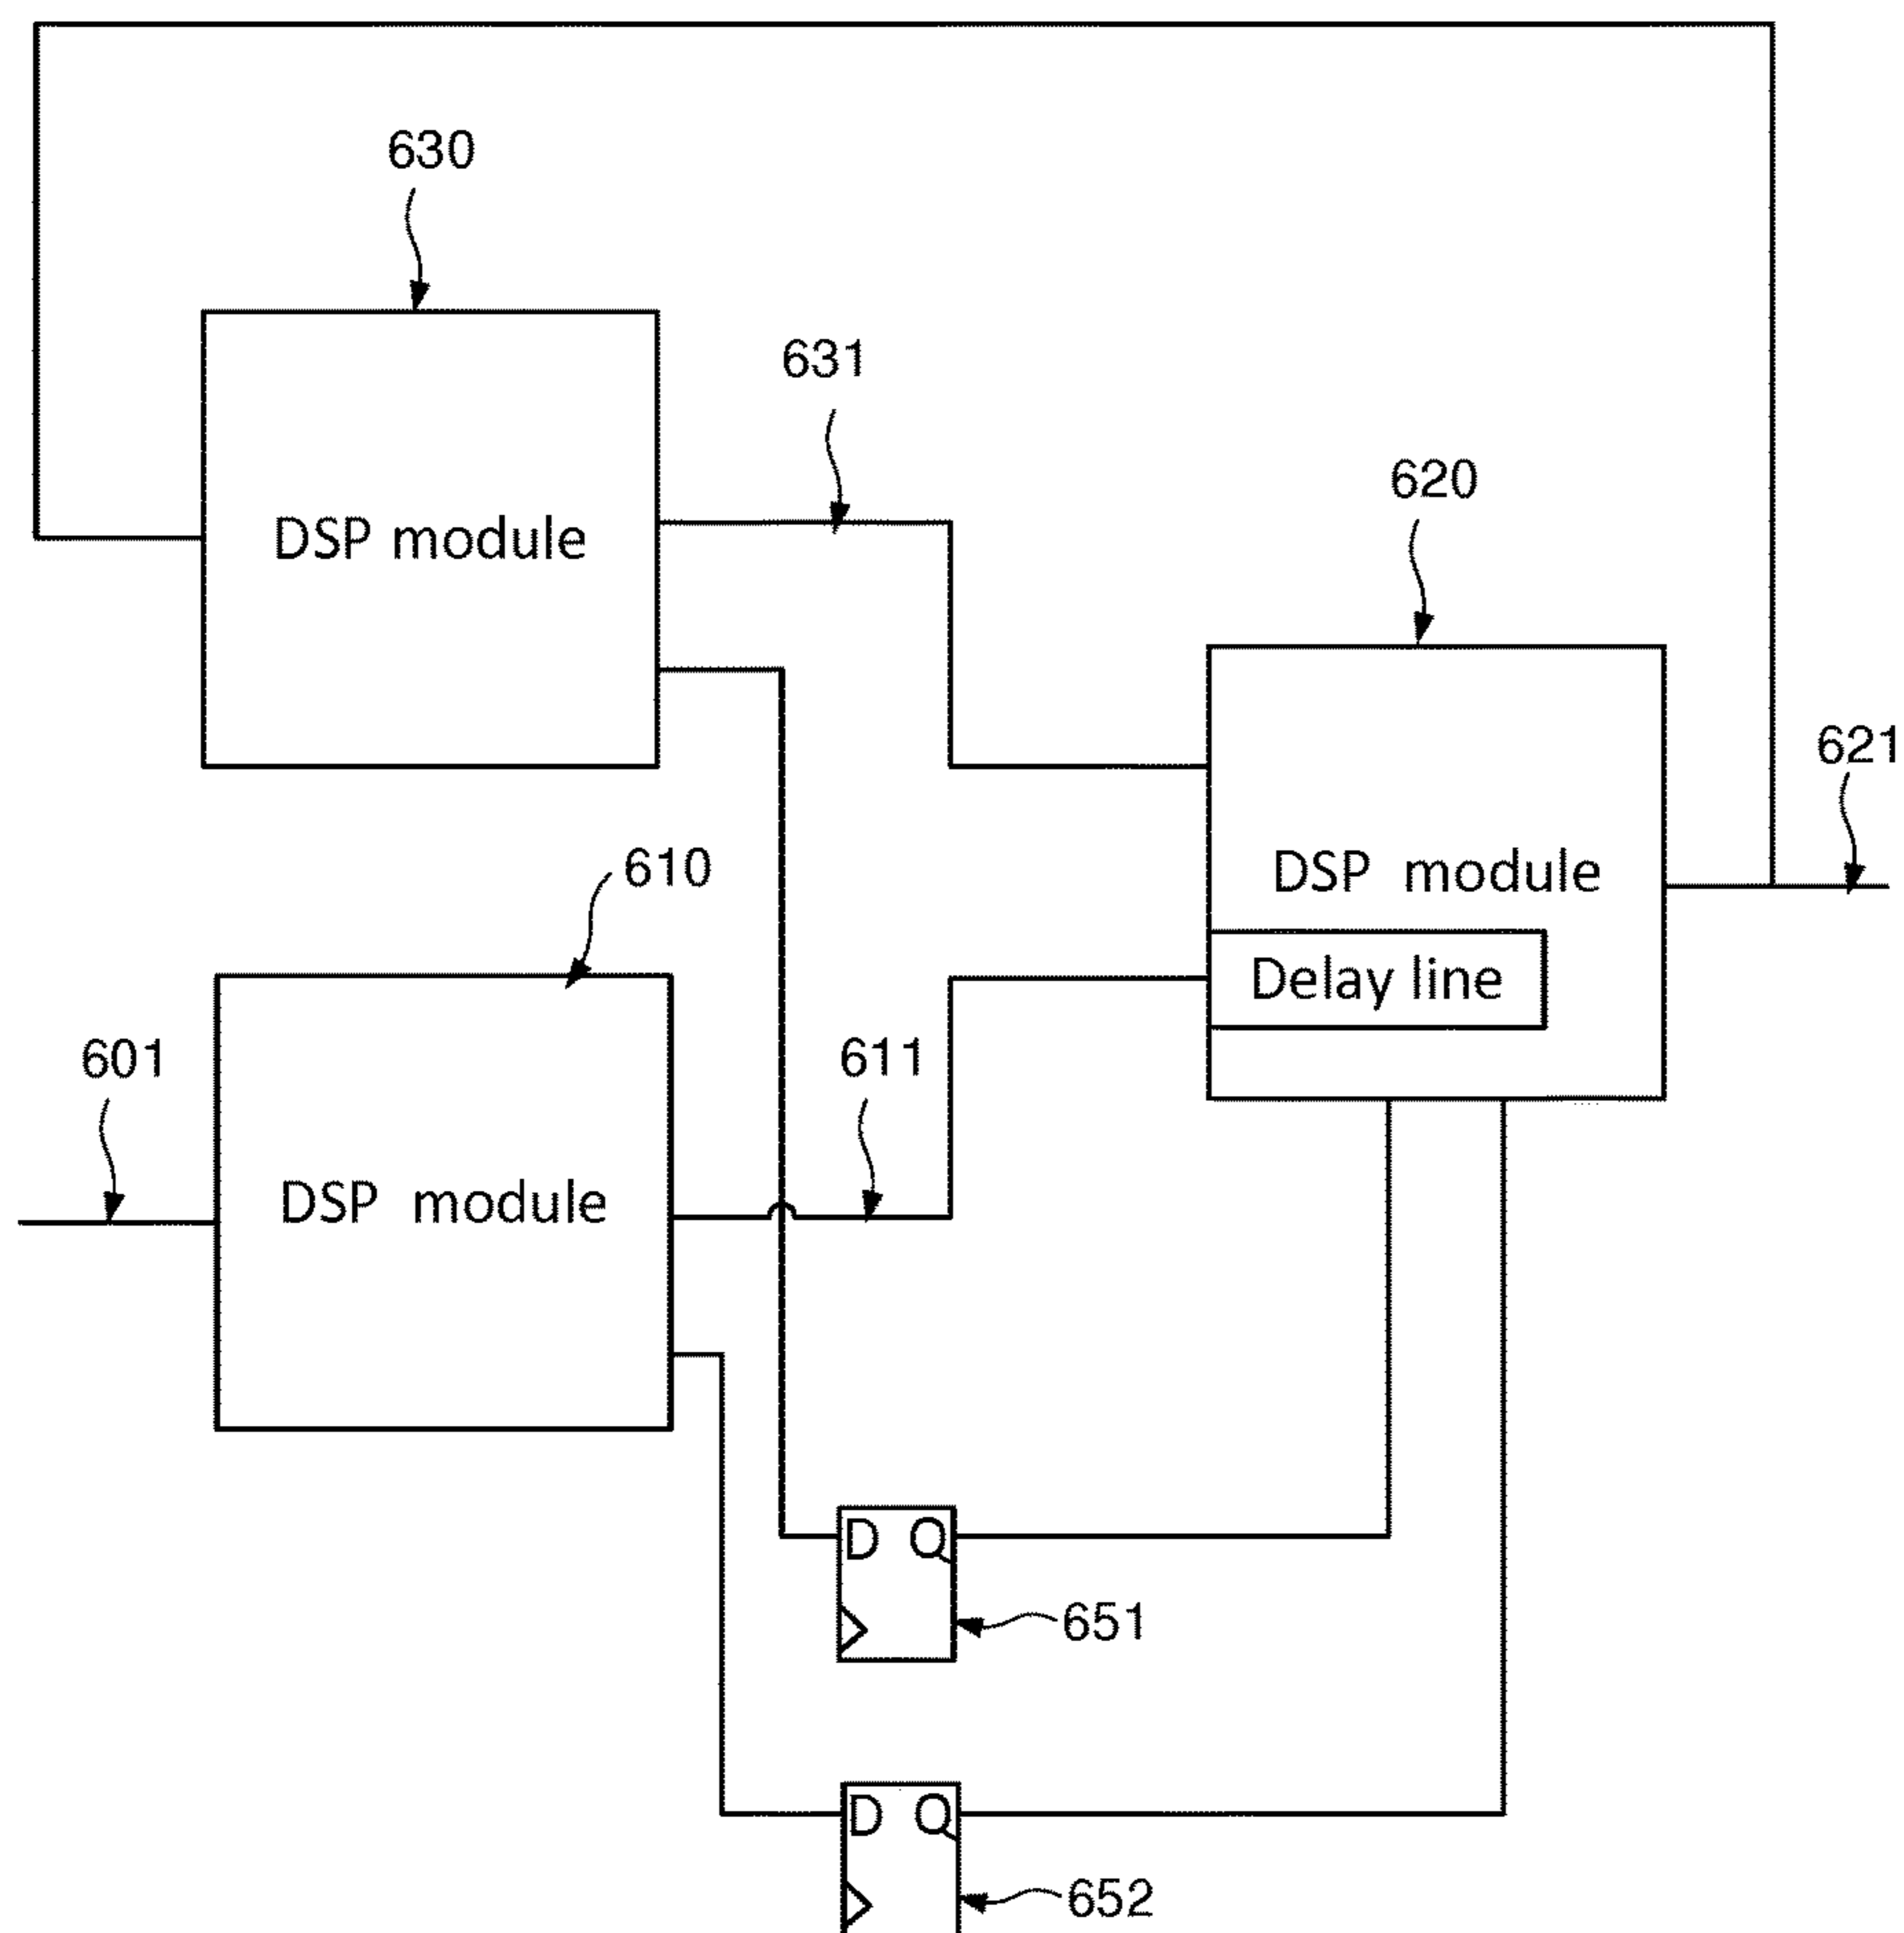 630
631
DSP module
620
621
610
DSP module
Delay line
601
611
DSP module
D Q
651
D Q
652